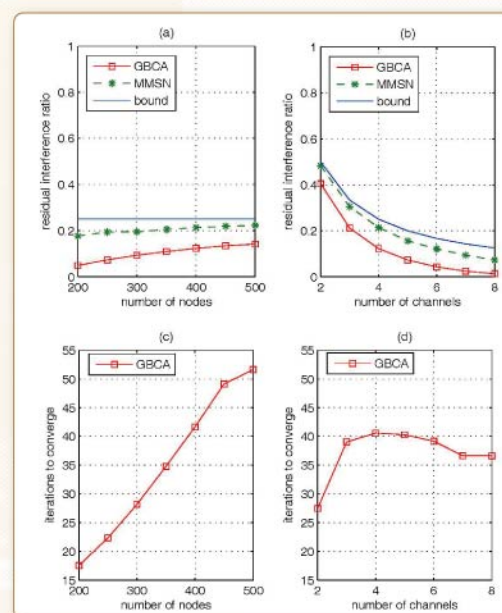 (a)
GBCA
MMSN
bound
residual interference ratio
1
0.8
0.6
0.4
0.2
0
200
300
400
500
number of nodes
(b)
GBCA
MMSN
bound
residual interference ratio
1
0.8
0.6
0.4
0.2
0
2
4
6
8
number of channels
(c)
GBCA
iterations to converge
55
50
45
40
35
30
25
20
15
200
300
400
500
number of nodes
(d)
GBCA
iterations to converge
55
50
45
40
35
30
25
20
15
2
4
6
8
number of channels